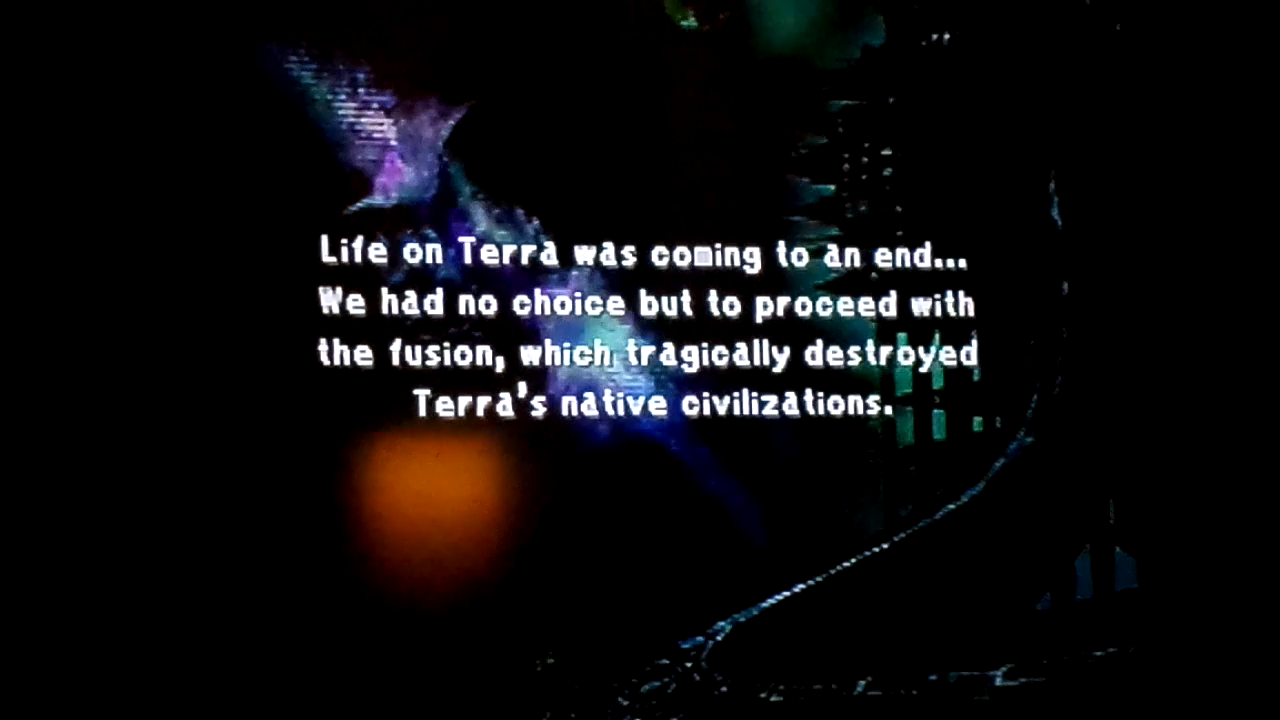 Life on Terra was coming to an end...
We had no choice but to proceed with
the fusion, which tragically destroyed
Terra's native civilizations.